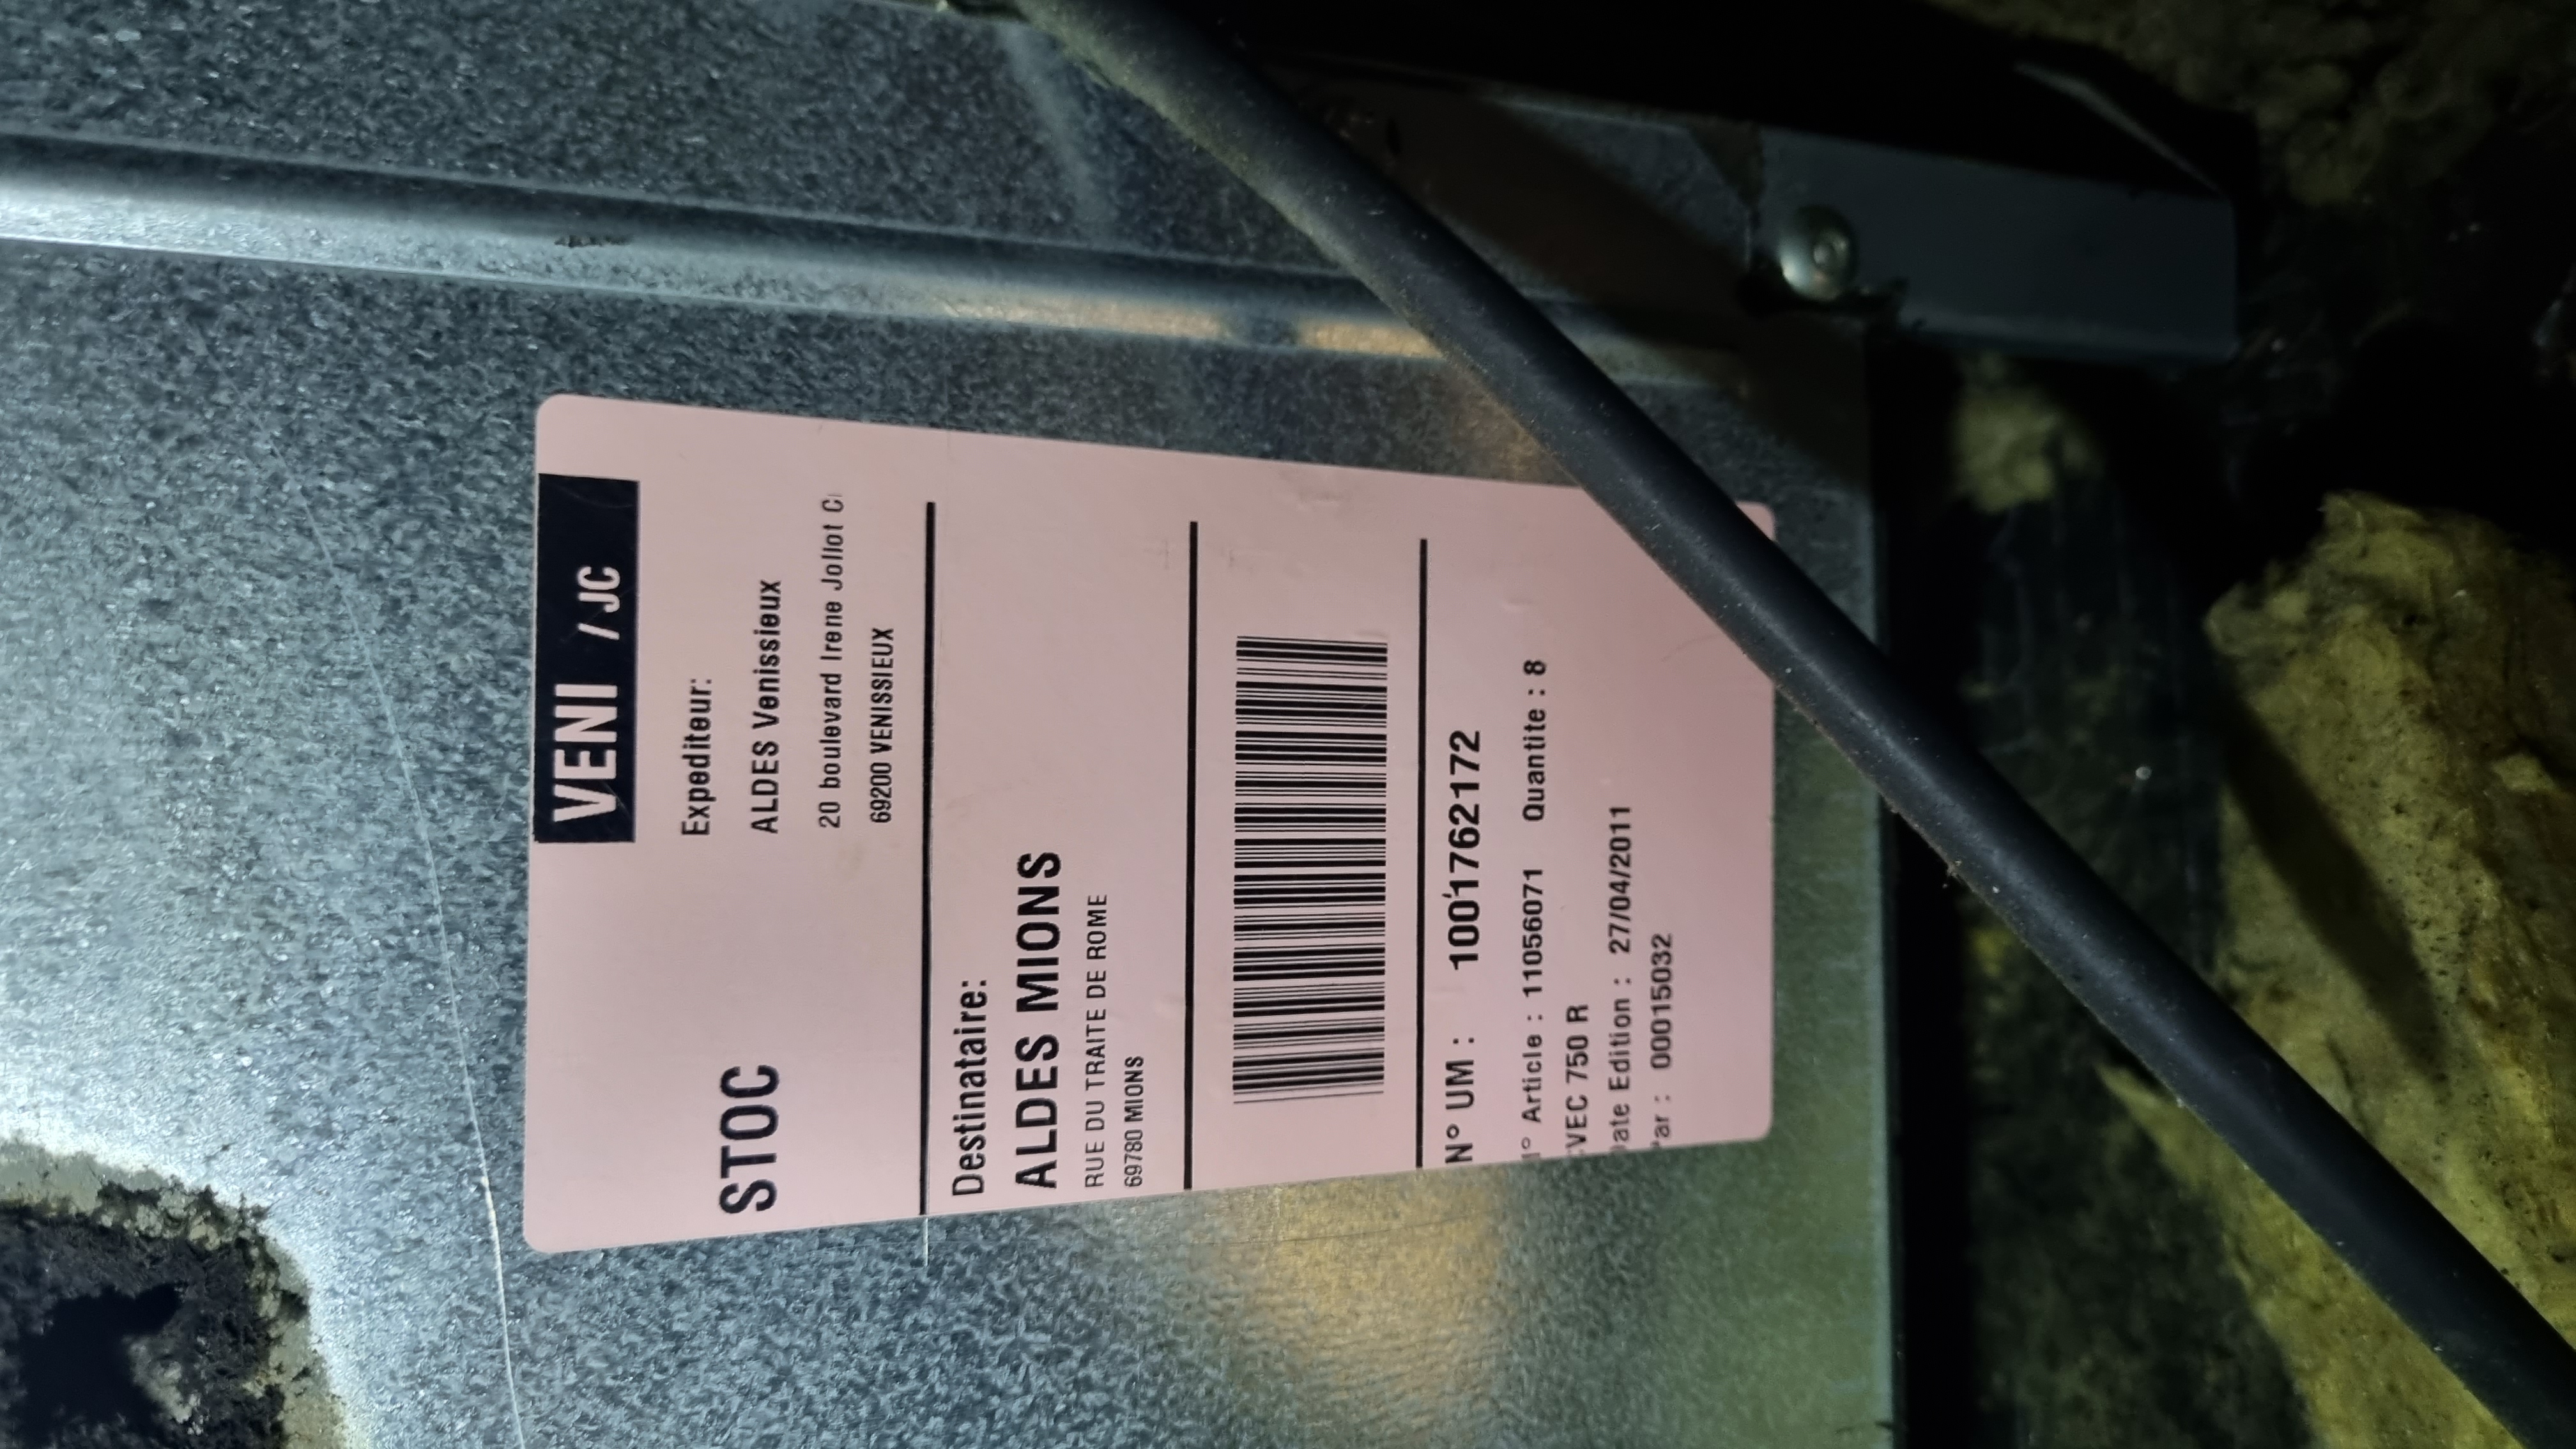 VENI / JC
STOC
Expediteur:
ALDES Venissieux
20 boulevard Irene Joliot C
69200 VENISSIEUX
Destinataire:
ALDES MIONS
RUE DU TRAITE DE ROME
69780 MIONS
N° UM : 1001762172
° Article : 11056071 Quantite : 8
VEC 750 R
ate Edition : 27/04/2011
ar : 00015032